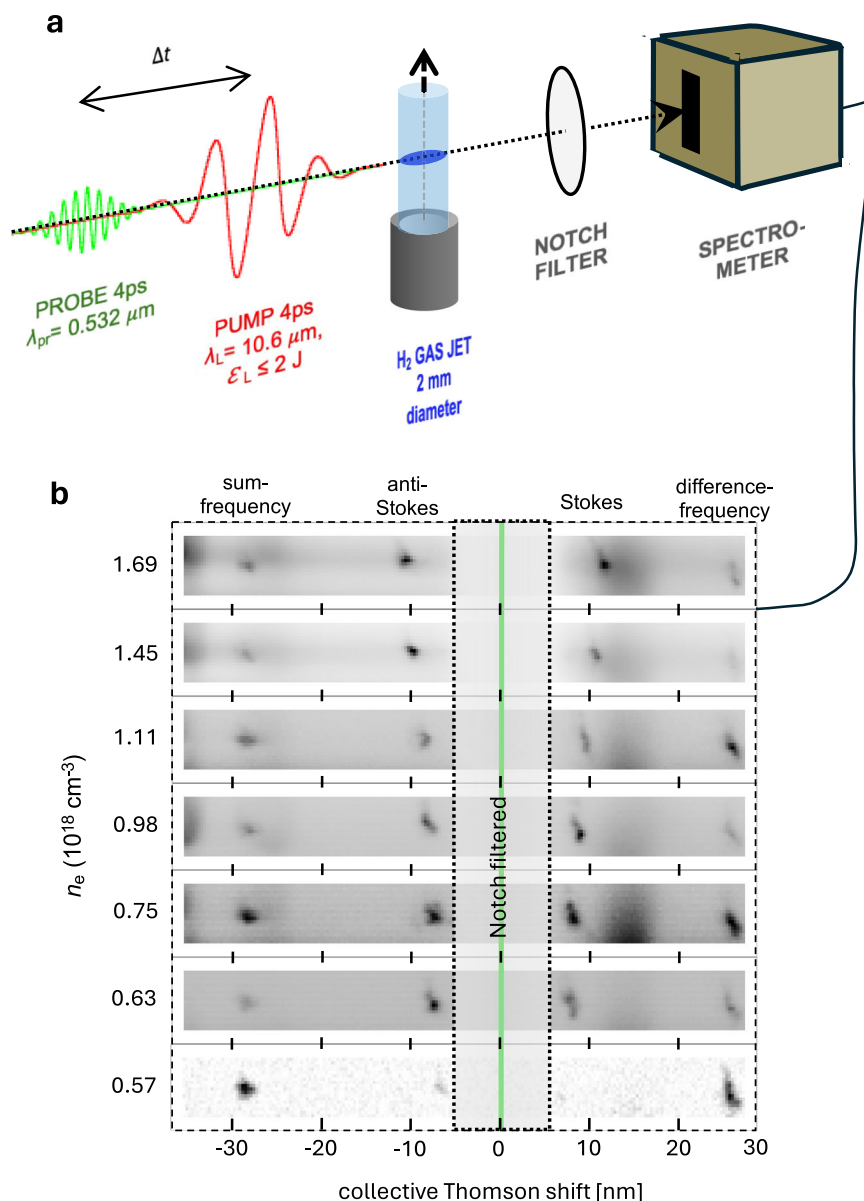 a
Δt
PROBE 4ps
λpr= 0.532 μm
PUMP 4ps
λL= 10.6 μm,
ℰL ≤ 2 J
H₂ GAS JET
2 mm
diameter
NOTCH
FILTER
SPECTRO-
METER
b
sum-
frequency
anti-
Stokes
Stokes
difference-
frequency
nₑ (10¹⁸ cm⁻³)
1.69
1.45
1.11
0.98
0.75
0.63
0.57
Notch filtered
-30 -20 -10 0 10 20 30
collective Thomson shift [nm]